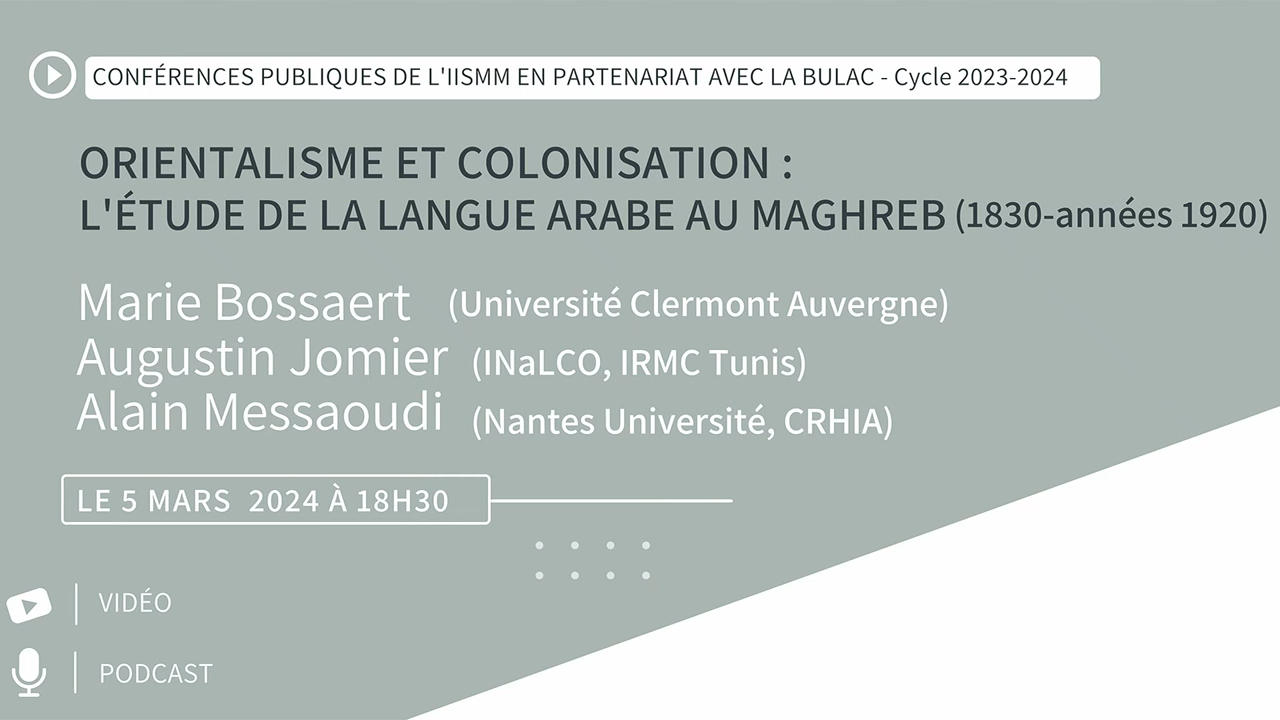 CONFÉRENCES PUBLIQUES DE L'IISMM EN PARTENARIAT AVEC LA BULAC - Cycle 2023-2024
ORIENTALISME ET COLONISATION :
L'ÉTUDE DE LA LANGUE ARABE AU MAGHREB (1830-années 1920)
Marie Bossaert (Université Clermont Auvergne)
Augustin Jomier (INaLCO, IRMC Tunis)
Alain Messaoudi (Nantes Université, CRHIA)
LE 5 MARS 2024 À 18H30
VIDÉO
PODCAST